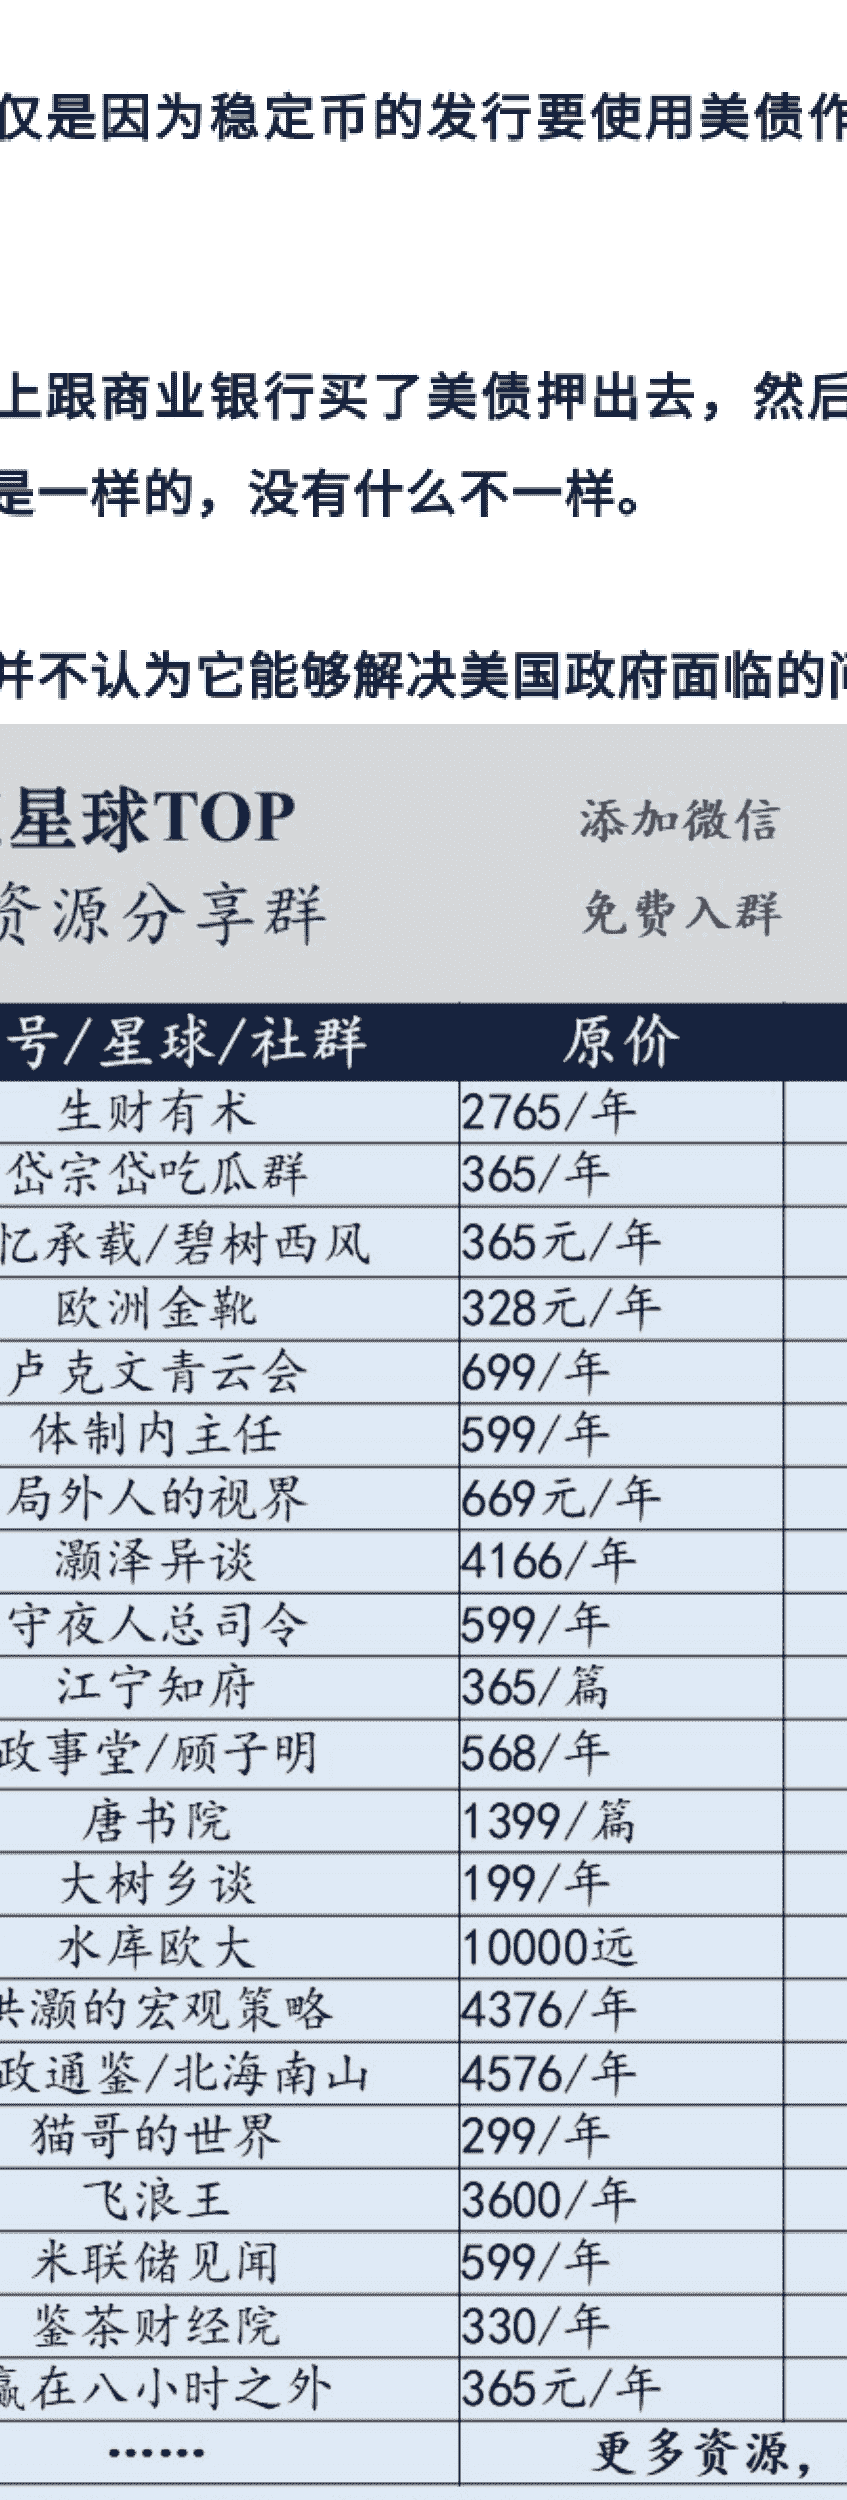 仅是因为稳定币的发行要使用美债作
上跟商业银行买了美债押出去，然后
是一样的，没有什么不一样。
并不认为它能够解决美国政府面临的问
星球TOP
添加微信
资源分享群
免费入群
号/星球/社群 原价
生财有术 2765/年
岱宗岱吃瓜群 365/年
忆承载/碧树西风 365元/年
欧洲金靴 328元/年
卢克文青云会 699/年
体制内主任 599/年
局外人的视界 669元/年
灏泽异谈 4166/年
守夜人总司令 599/年
江宁知府 365/篇
政事堂/顾子明 568/年
唐书院 1399/篇
大树乡谈 199/年
水库欧大 10000远
洪灏的宏观策略 4376/年
政通鉴/北海南山 4576/年
猫哥的世界 299/年
飞浪王 3600/年
米联储见闻 599/年
鉴茶财经院 330/年
赢在八小时之外 365元/年
…… 更多资源，